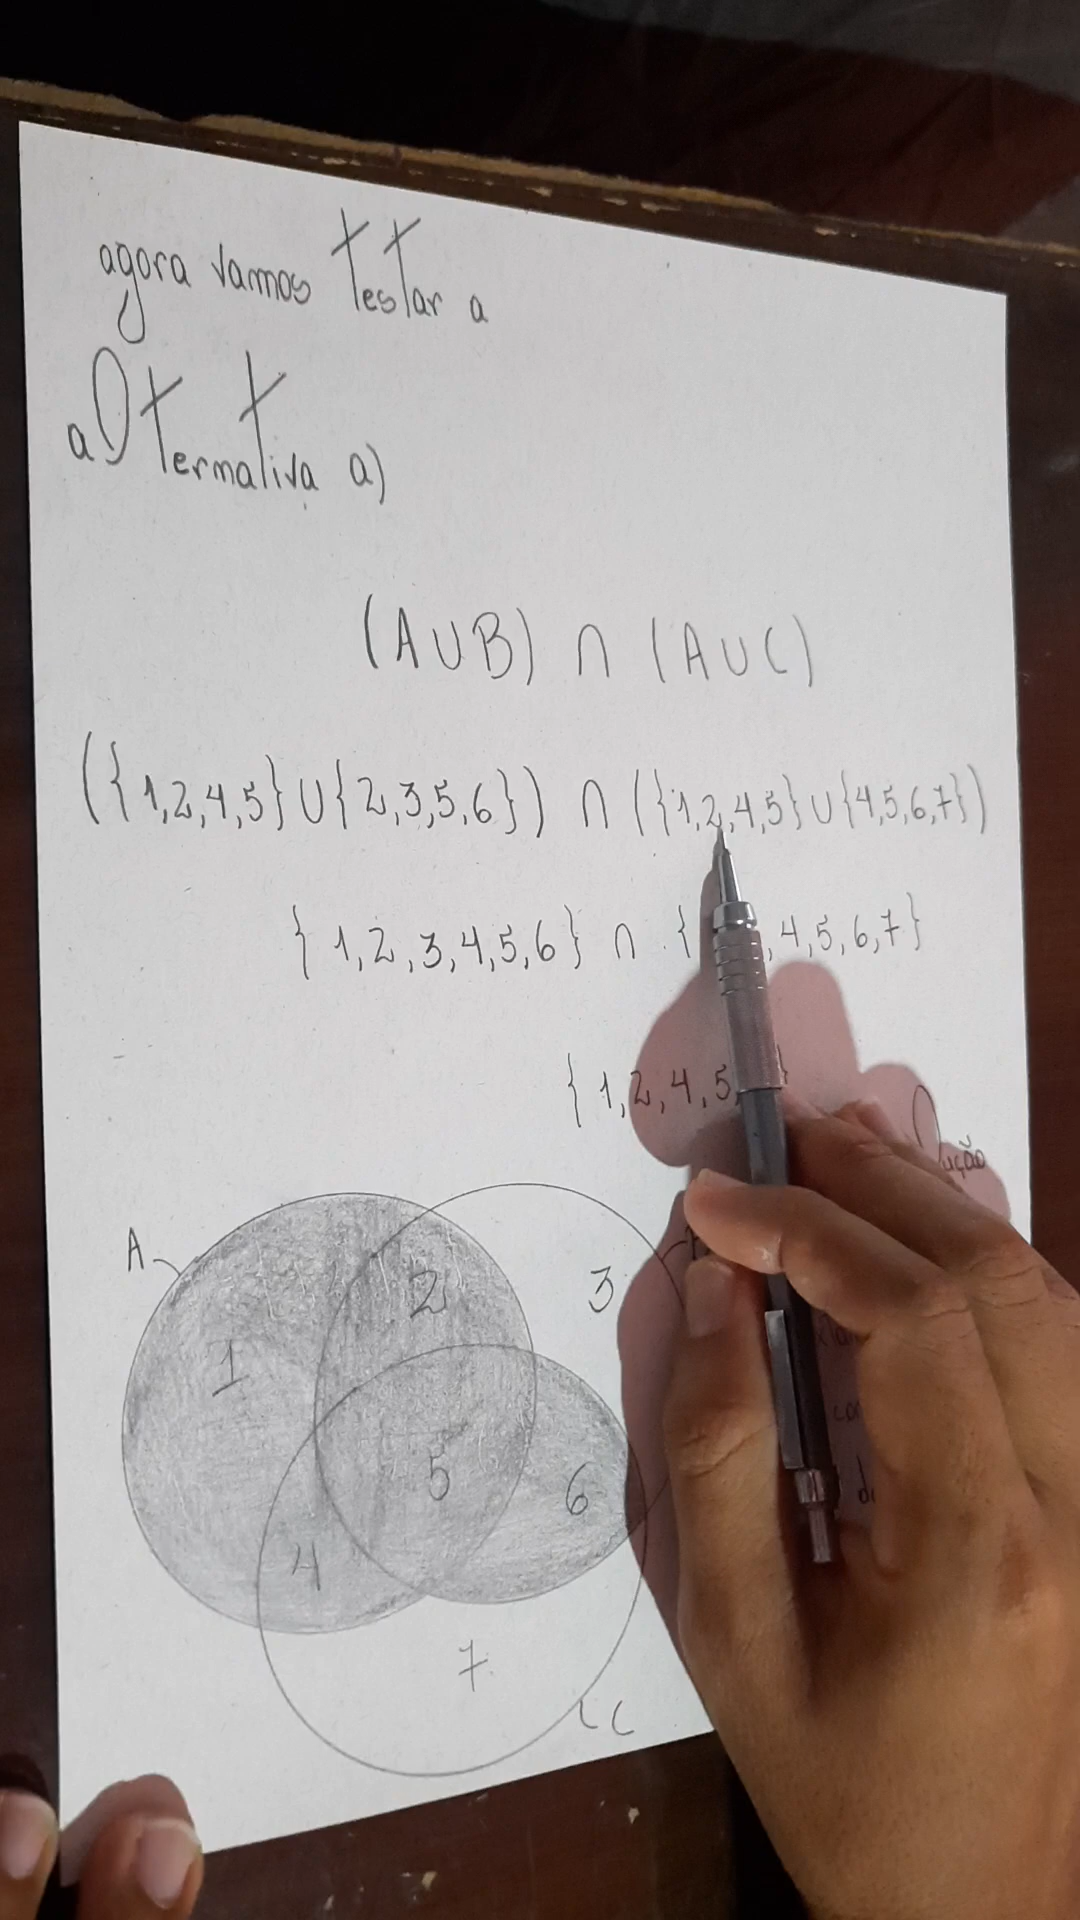 agora vamos testar a
alternativa a)
(A∪B) ∩ (A∪C)
({1,2,4,5}∪{2,3,5,6}) ∩ ({1,2,4,5}∪{4,5,6,7})
{1,2,3,4,5,6} ∩ { 4,5,6,7}
{1,2,4,5, }
A
2
3
1
5
6
4
7
C